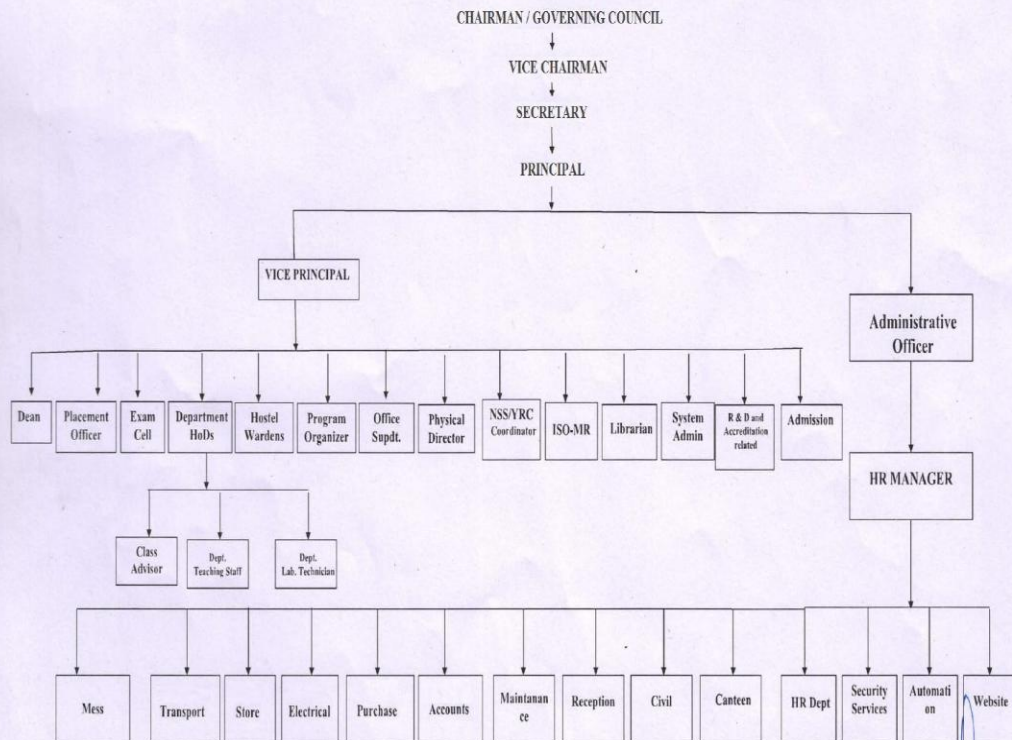 CHAIRMAN / GOVERNING COUNCIL
VICE CHAIRMAN
SECRETARY
PRINCIPAL
VICE PRINCIPAL
Administrative
Officer
Dean
Placement
Officer
Exam
Cell
Department
HoDs
Hostel
Wardens
Program
Organizer
Office
Supdt.
Physical
Director
NSS/YRC
Coordinator
ISO-MR
Librarian
System
Admin
R & D and
Accreditation
related
Admission
HR MANAGER
Class
Advisor
Dept.
Teaching Staff
Dept.
Lab. Technician
Mess
Transport
Store
Electrical
Purchase
Accounts
Maintanan
ce
Reception
Civil
Canteen
HR Dept
Security
Services
Automati
on
Website